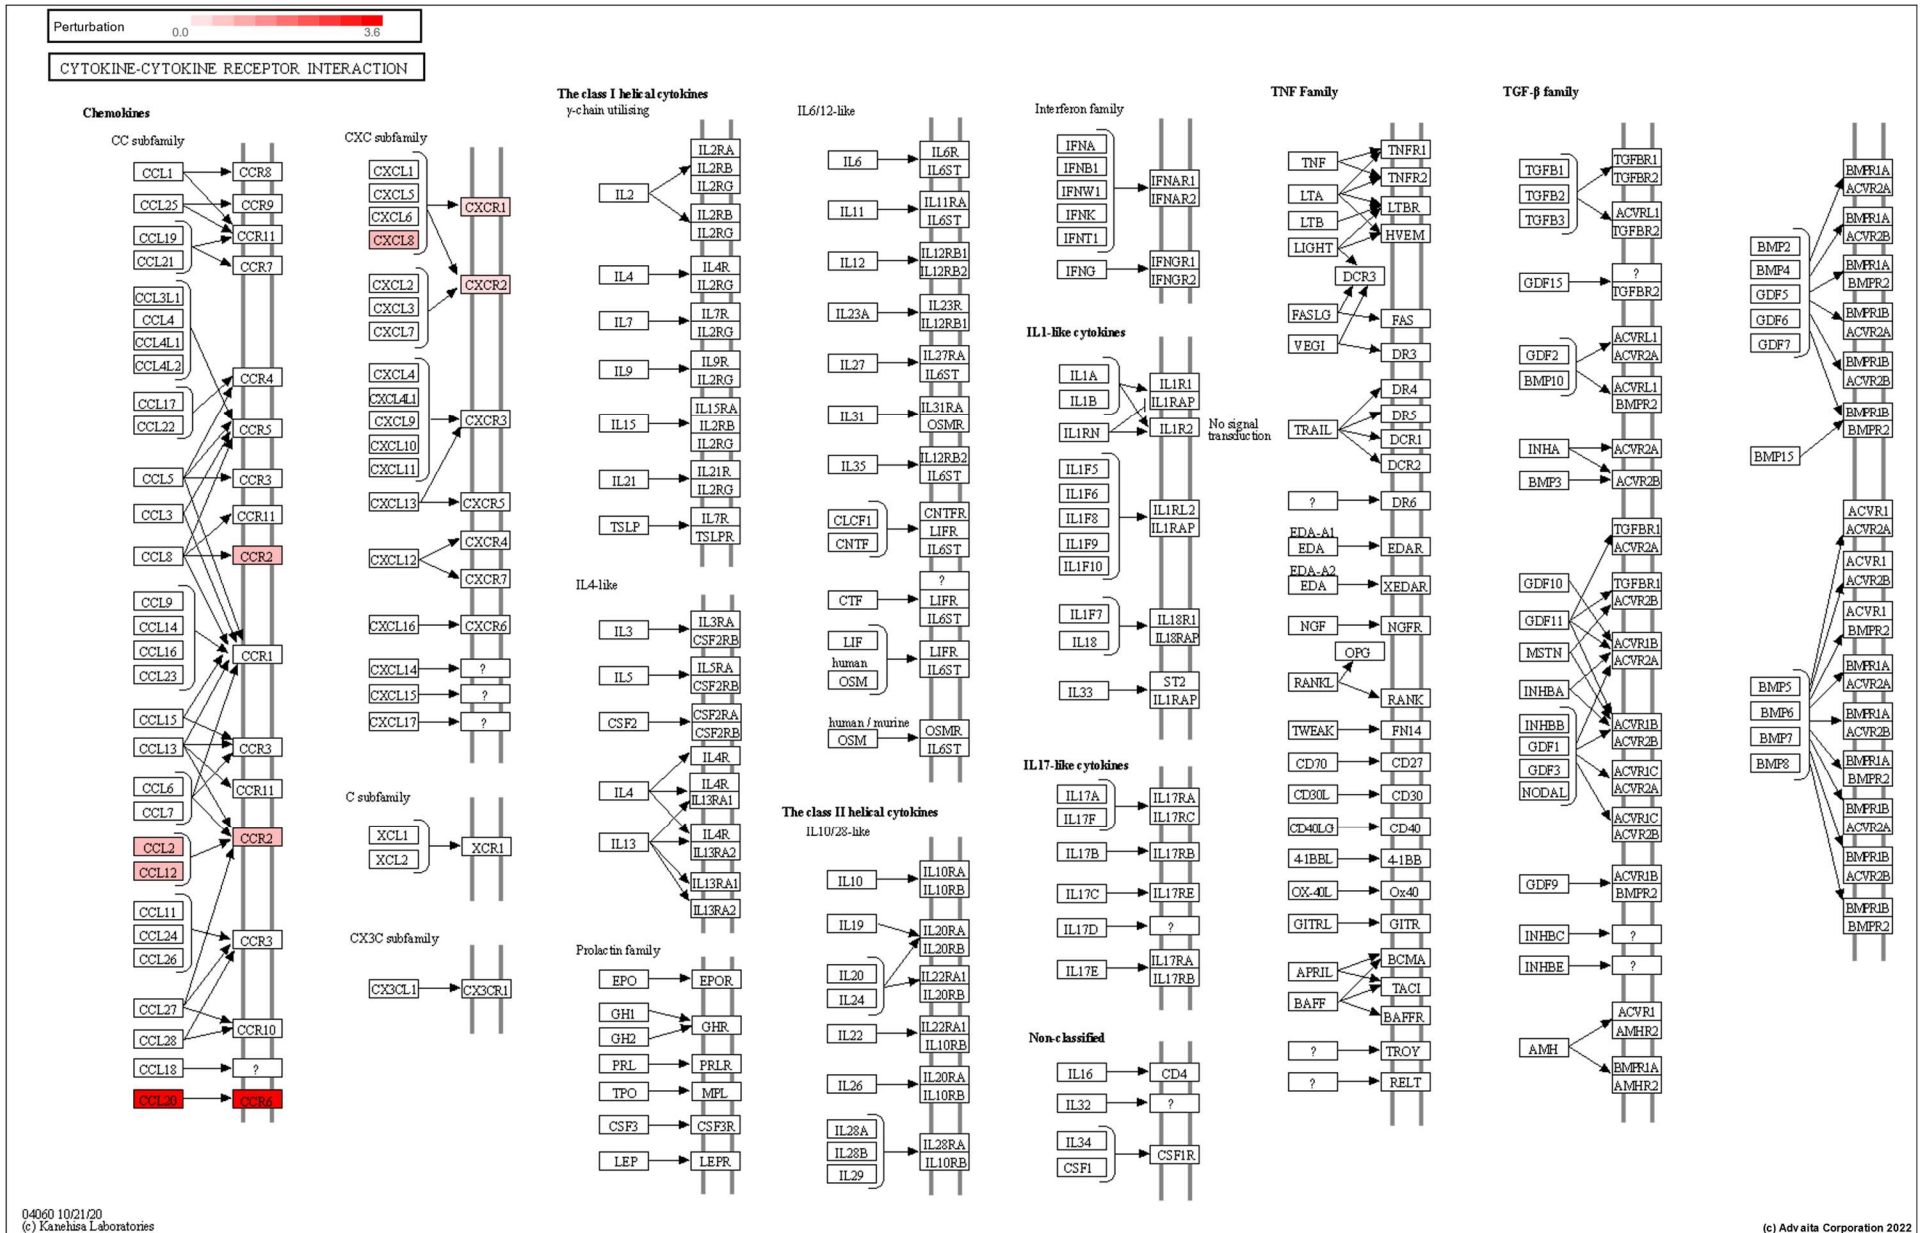 Perturbation
0.0
3.6
CYTOKINE-CYTOKINE RECEPTOR INTERACTION
Chemokines
CC subfamily
CCL1
CCR8
CCL25
CCR9
CCL19
CCR11
CCL21
CCR7
CCL3L1
CCL4
CCL4L1
CCL4L2
CCR4
CCL17
CCL22
CCR5
CCL5
CCR3
CCL3
CCR11
CCL8
CCR2
CCL9
CCL14
CCL16
CCR1
CCL23
CCL15
CCL13
CCR3
CCL6
CCR11
CCL7
CCR2
CCL2
CCL12
CCL11
CCL24
CCR3
CCL26
CCL27
CCR10
CCL28
CCL18
?
CCL20
CCR6
CXC subfamily
CXCL1
CXCL5
CXCR1
CXCL6
CXCL8
CXCL2
CXCR2
CXCL3
CXCL7
CXCL4
CXCL4L1
CXCL9
CXCR3
CXCL10
CXCL11
CXCL13
CXCR5
CXCR4
CXCL12
CXCR7
CXCL16
CXCR6
CXCL14
?
CXCL15
?
CXCL17
?
C subfamily
XCL1
XCR1
XCL2
CX3C subfamily
CX3CL1
CX3CR1
The class I helical cytokines
γ-chain utilising
IL2RA
IL2RB
IL2
IL2RG
IL2RB
IL2RG
IL4
IL4R
IL2RG
IL7
IL7R
IL2RG
IL9
IL9R
IL2RG
IL15RA
IL15
IL2RB
IL2RG
IL21
IL21R
IL2RG
TSLP
IL7R
TSLPR
IL4-like
IL3
IL3RA
CSF2RB
IL5
IL5RA
CSF2RB
CSF2
CSF2RA
CSF2RB
IL4R
IL4
IL4R
IL13RA1
IL13
IL4R
IL13RA2
IL13RA1
IL13RA2
Prolactin family
EPO
EPOR
GH1
GHR
GH2
PRL
PRLR
TPO
MPL
CSF3
CSF3R
LEP
LEPR
IL6/12-like
IL6
IL6R
IL6ST
IL11
IL11RA
IL6ST
IL12
IL12RB1
IL12RB2
IL23A
IL23R
IL12RB1
IL27
IL27RA
IL6ST
IL31
IL31RA
OSMR
IL35
IL12RB2
IL6ST
CLCF1
CNTFR
LIFR
CNTF
IL6ST
?
CTF
LIFR
IL6ST
LIF
LIFR
human
IL6ST
OSM
human / murine
OSMR
OSM
IL6ST
The class II helical cytokines
IL10/28-like
IL10
IL10RA
IL10RB
IL19
IL20RA
IL20RB
IL20
IL22RA1
IL24
IL20RB
IL22
IL22RA1
IL10RB
IL26
IL20RA
IL10RB
IL28A
IL28RA
IL28B
IL10RB
IL29
Interferon family
IFNA
IFNB1
IFNAR1
IFNW1
IFNAR2
IFNK
IFNT1
IFNG
IFNGR1
IFNGR2
IL1-like cytokines
IL1A
IL1R1
IL1B
IL1RAP
IL1RN
IL1R2
No signal
transduction
IL1F5
IL1F6
IL1RL2
IL1F8
IL1RAP
IL1F9
IL1F10
IL1F7
IL18R1
IL18
IL18RAP
ST2
IL33
IL1RAP
IL17-like cytokines
IL17A
IL17RA
IL17F
IL17RC
IL17B
IL17RB
IL17C
IL17RE
IL17D
?
IL17E
IL17RA
IL17RB
Non-classified
IL16
CD4
IL32
?
IL34
CSF1R
CSF1
TNF Family
TNF
TNFR1
TNFR2
LTA
LTBR
LTB
HVEM
LIGHT
DCR3
FASLG
FAS
VEGI
DR3
DR4
DR5
TRAIL
DCR1
DCR2
?
DR6
EDA-A1
EDA
EDAR
EDA-A2
EDA
XEDAR
NGF
NGFR
OPG
RANKL
RANK
TWEAK
FN14
CD70
CD27
CD30L
CD30
CD40LG
CD40
4-1BBL
4-1BB
OX-40L
Ox40
GITRL
GITR
BCMA
APRIL
TACI
BAFF
BAFFR
?
TROY
?
RELT
TGF-β family
TGFB1
TGFBR1
TGFBR2
TGFB2
ACVRL1
TGFB3
TGFBR2
?
GDF15
TGFBR2
ACVRL1
GDF2
ACVR2A
BMP10
ACVRL1
BMPR2
INHA
ACVR2A
BMP3
ACVR2B
TGFBR1
ACVR2A
GDF10
TGFBR1
ACVR2B
GDF11
ACVR1B
MSTN
ACVR2A
INHBA
INHBB
ACVR1B
GDF1
ACVR2B
GDF3
ACVR1C
ACVR2A
NODAL
ACVR1C
ACVR2B
GDF9
ACVR1B
BMPR2
INHBC
?
INHBE
?
ACVR1
AMHR2
AMH
BMPR1A
AMHR2
BMPR1A
ACVR2A
BMPR1A
BMP2
ACVR2B
BMP4
BMPR1A
BMPR2
GDF5
BMPR1B
GDF6
ACVR2A
GDF7
BMPR1B
ACVR2B
BMPR1B
BMPR2
BMP15
ACVR1
ACVR2A
ACVR1
ACVR2B
ACVR1
BMPR2
BMPR1A
BMP5
ACVR2A
BMP6
BMPR1A
ACVR2B
BMP7
BMPR1A
BMP8
BMPR2
BMPR1B
ACVR2A
BMPR1B
ACVR2B
BMPR1B
BMPR2
04060 10/21/20
(c) Kanehisa Laboratories
(c) Advaita Corporation 2022